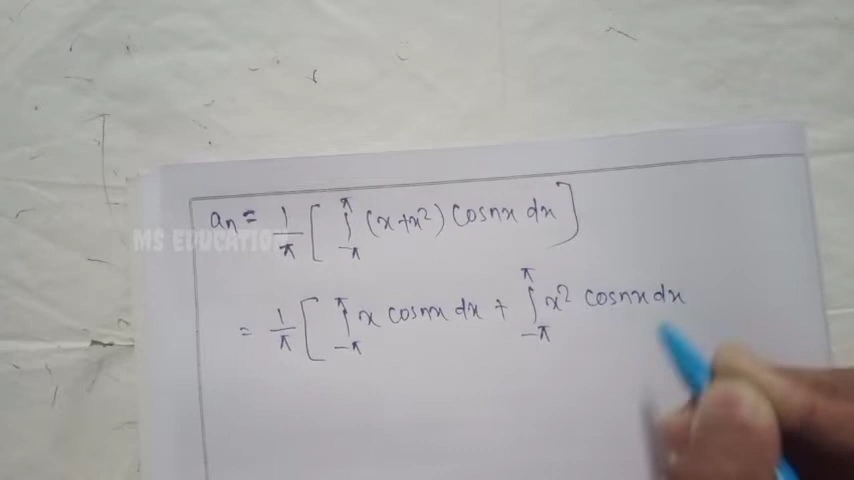 aₙ = 1/π [ ∫_{-π}^{π} (x+x²) cosnx dx ]
MS EDUCATION
= 1/π [ ∫_{-π}^{π} x cosnx dx + ∫_{-π}^{π} x² cosnx dx